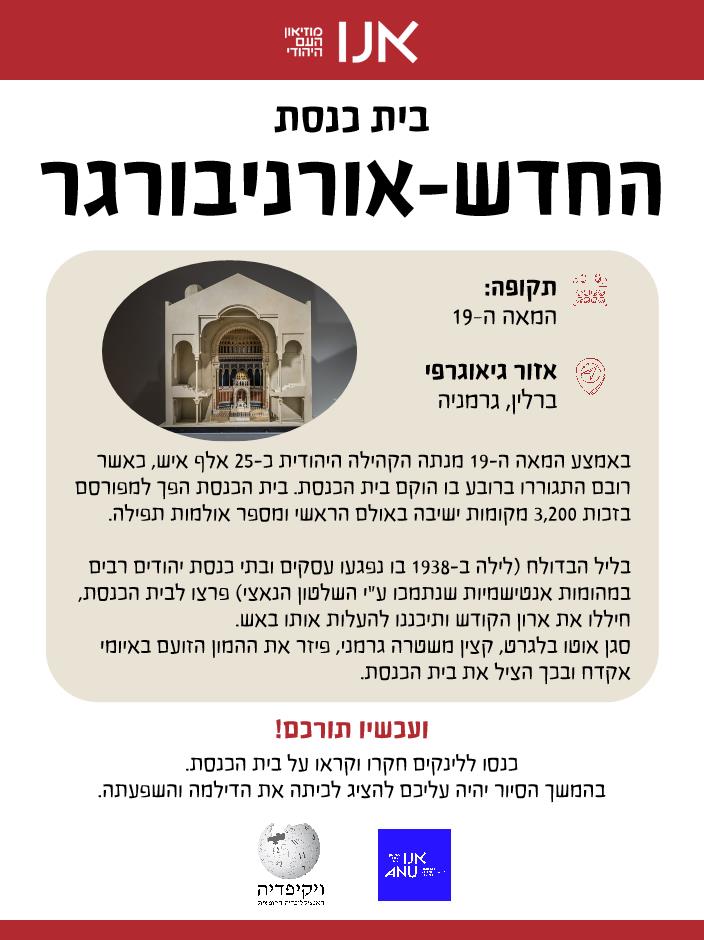 אנו
מוזיאון
העם
היהודי
בית כנסת
החדש-אורניבורגר
תקופה:
המאה ה-19
אזור גיאוגרפי
ברלין, גרמניה
באמצע המאה ה-19 מנתה הקהילה היהודית כ-25 אלף איש, כאשר
רובם התגוררו ברובע בו הוקם בית הכנסת. בית הכנסת הפך למפורסם
בזכות 3,200 מקומות ישיבה באולם הראשי ומספר אולמות תפילה.
בליל הבדולח (לילה ב-1938 בו נפגעו עסקים ובתי כנסת יהודים רבים
במהומות אנטישמיות שנתמכו ע"י השלטון הנאצי) פרצו לבית הכנסת,
חיללו את ארון הקודש ותיכננו להעלות אותו באש.
סגן אוטו בלגרט, קצין משטרה גרמני, פיזר את ההמון הזועם באיומי
אקדח ובכך הציל את בית הכנסת.
ועכשיו תורכם!
כנסו ללינקים חקרו וקראו על בית הכנסת.
בהמשך הסיור יהיה עליכם להציג לכיתה את הדילמה והשפעתה.
ויקיפדיה
האנציקלופדיה החופשית
אנו
ANU